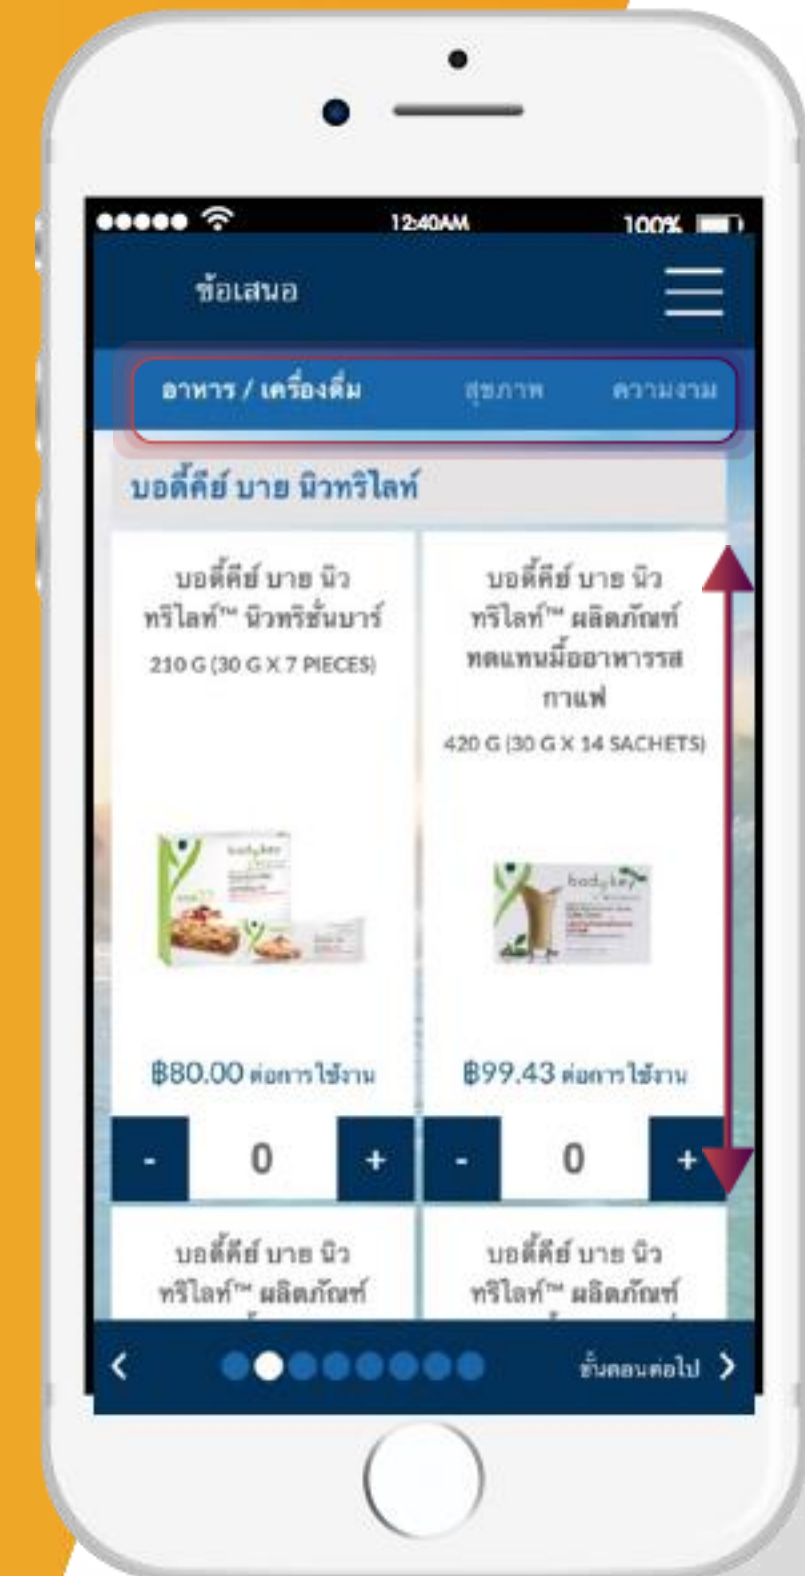 12:40AM 100%
ข้อเสนอ
อาหาร / เครื่องดื่ม สุขภาพ ความงาม
บอดี้คีย์ บาย นิวทริไลท์
บอดี้คีย์ บาย นิว
ทริไลท์™ นิวทริชั่นบาร์
210 G (30 G X 7 PIECES)
bodykey
฿80.00 ต่อการใช้งาน
- 0 +
บอดี้คีย์ บาย นิว
ทริไลท์™ ผลิตภัณฑ์
ทดแทนมื้ออาหารรส
กาแฟ
420 G (30 G X 14 SACHETS)
bodykey
฿99.43 ต่อการใช้งาน
- 0 +
บอดี้คีย์ บาย นิว
ทริไลท์™ ผลิตภัณฑ์
บอดี้คีย์ บาย นิว
ทริไลท์™ ผลิตภัณฑ์
ขั้นตอนต่อไป